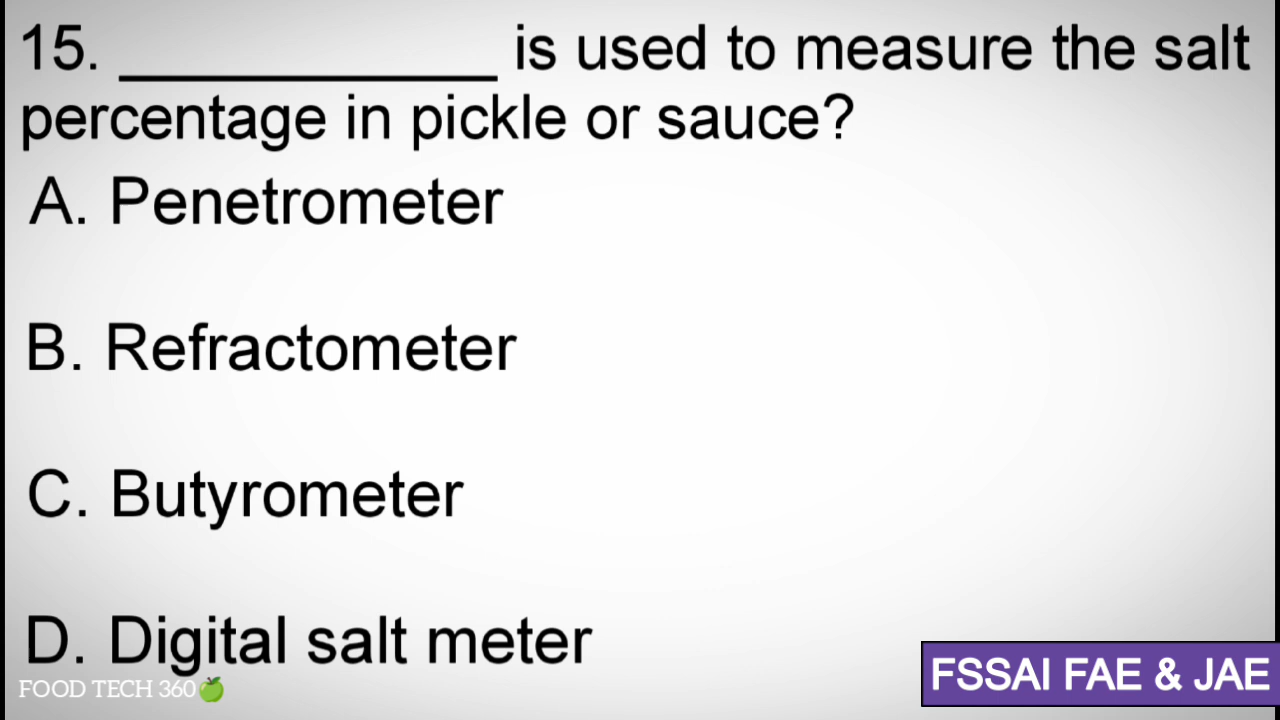 15. ____________ is used to measure the salt
percentage in pickle or sauce?
A. Penetrometer
B. Refractometer
C. Butyrometer
D. Digital salt meter
FOOD TECH 360🍏
FSSAI FAE & JAE